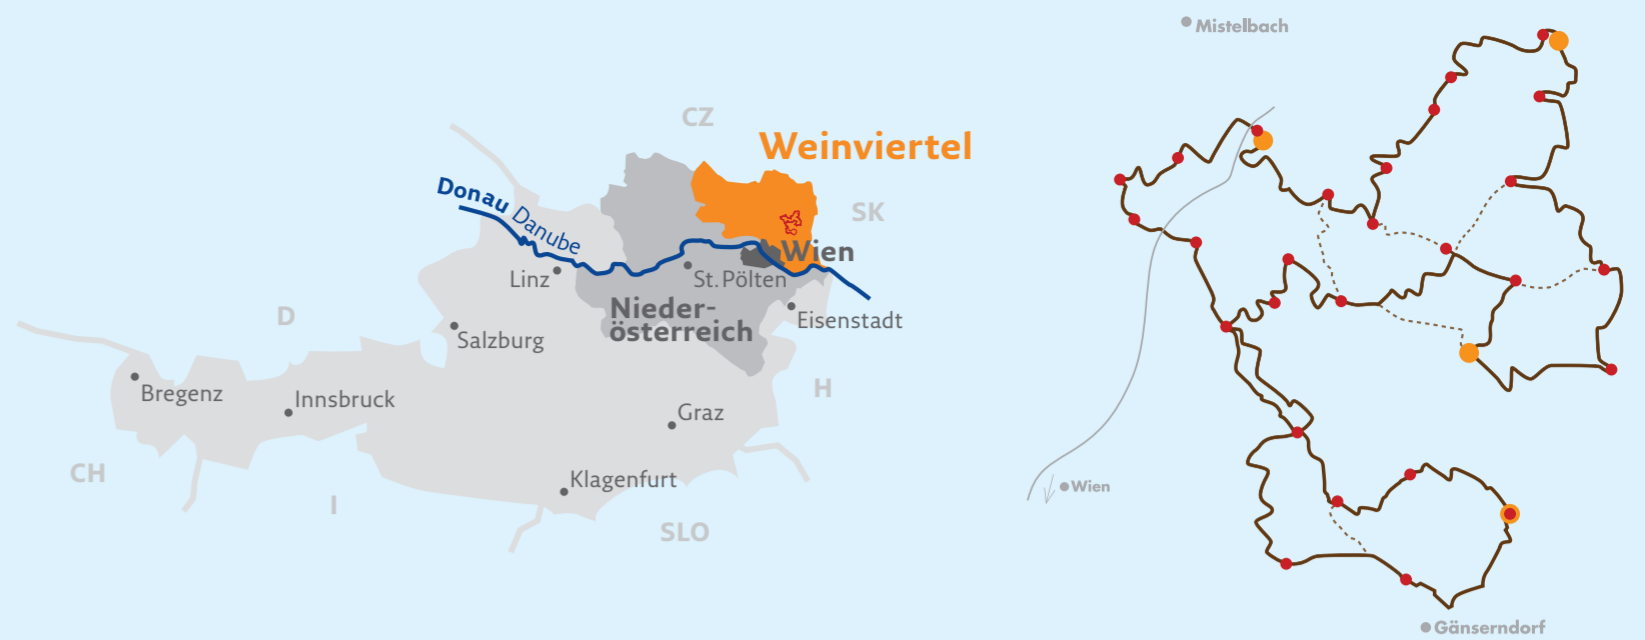 CZ
Weinviertel
Donau Danube
SK
Wien
Linz
St. Pölten
Nieder-
österreich
Eisenstadt
D
Salzburg
Bregenz
Innsbruck
H
Graz
CH
Klagenfurt
I
SLO
Mistelbach
Wien
Gänserndorf